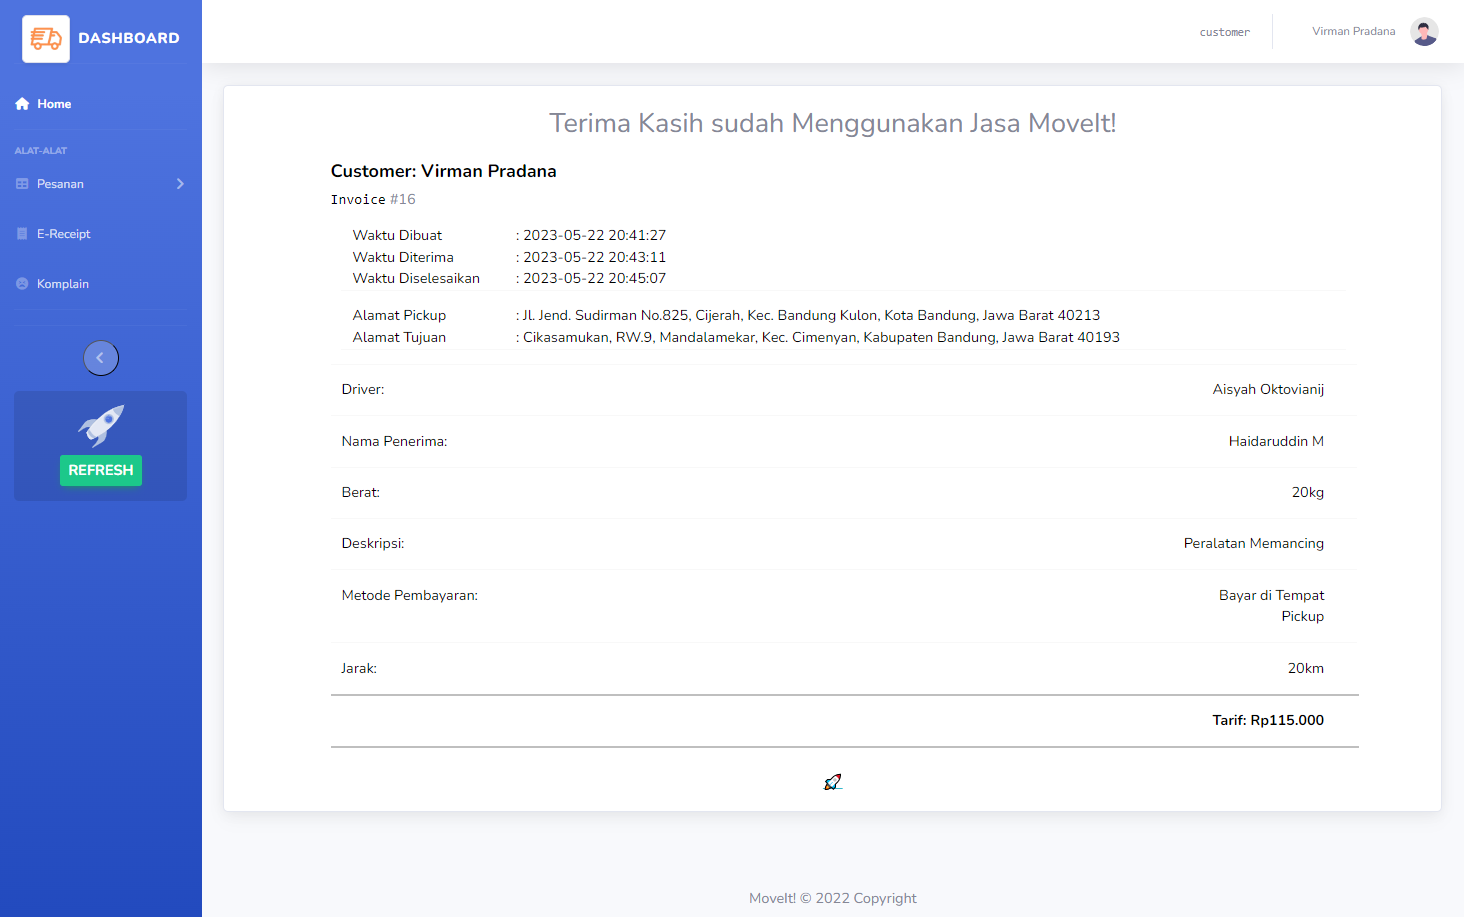 DASHBOARD
customer
Virman Pradana
Home
ALAT-ALAT
Pesanan
E-Receipt
Komplain
REFRESH
Terima Kasih sudah Menggunakan Jasa MoveIt!
Customer: Virman Pradana
Invoice #16
Waktu Dibuat : 2023-05-22 20:41:27
Waktu Diterima : 2023-05-22 20:43:11
Waktu Diselesaikan : 2023-05-22 20:45:07
Alamat Pickup : Jl. Jend. Sudirman No.825, Cijerah, Kec. Bandung Kulon, Kota Bandung, Jawa Barat 40213
Alamat Tujuan : Cikasamukan, RW.9, Mandalamekar, Kec. Cimenyan, Kabupaten Bandung, Jawa Barat 40193
Driver: Aisyah Oktovianij
Nama Penerima: Haidaruddin M
Berat: 20kg
Deskripsi: Peralatan Memancing
Metode Pembayaran: Bayar di Tempat
Pickup
Jarak: 20km
Tarif: Rp115.000
MoveIt! © 2022 Copyright